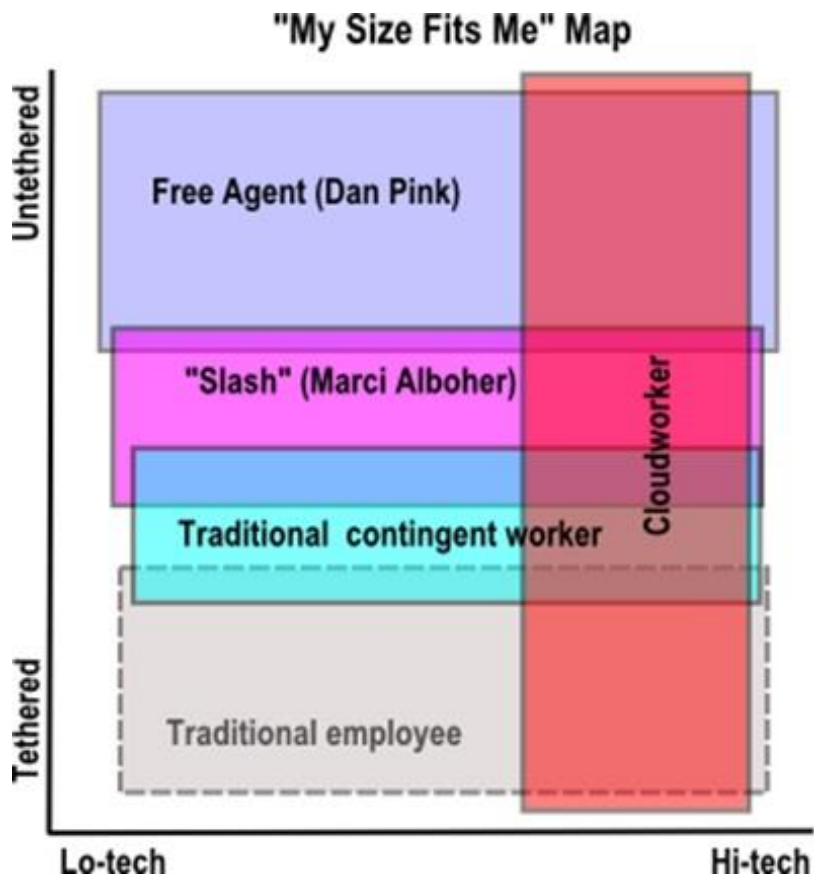 "My Size Fits Me" Map
Untethered
Free Agent (Dan Pink)
"Slash" (Marci Alboher)
Cloudworker
Traditional contingent worker
Tethered
Traditional employee
Lo-tech
Hi-tech